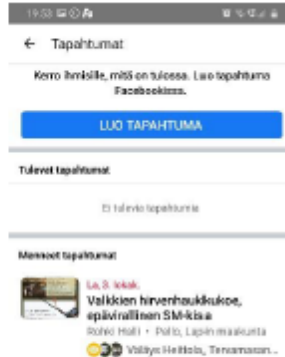 19.53
Tapahtumat
Kerro ihmisille, mitä on tulossa. Luo tapahtuma
Facebookissa.
LUO TAPAHTUMA
Tulevat tapahtumat
Ei tulevia tapahtumia
Menneet tapahtumat
La, 3. lokak.
Valkkien hirvenhaukkukoe,
epävirallinen SM-kisa
Halli • Pello, Lapin maakunta